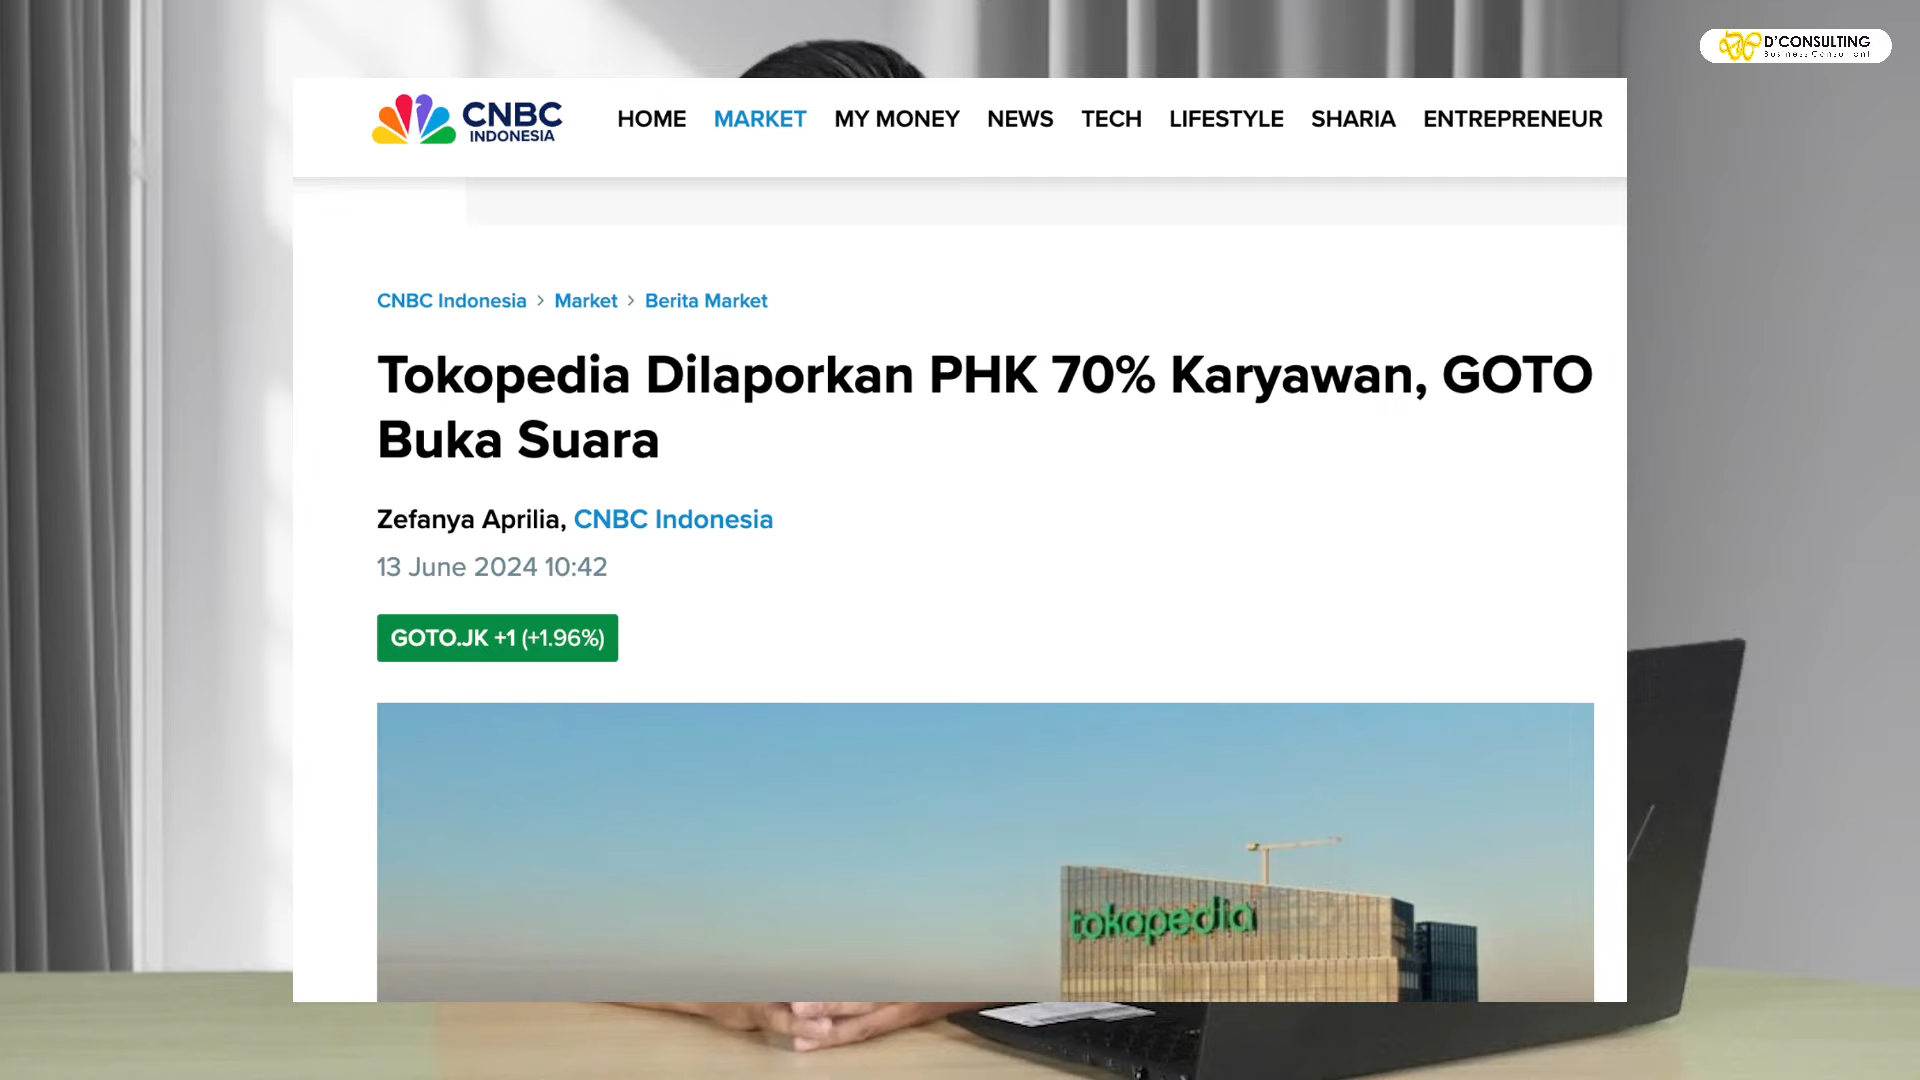 D'CONSULTING
Business Consultant
CNBC
INDONESIA
HOME MARKET MY MONEY NEWS TECH LIFESTYLE SHARIA ENTREPRENEUR
CNBC Indonesia > Market > Berita Market
Tokopedia Dilaporkan PHK 70% Karyawan, GOTO
Buka Suara
Zefanya Aprilia, CNBC Indonesia
13 June 2024 10:42
GOTO.JK +1 (+1.96%)
tokopedia